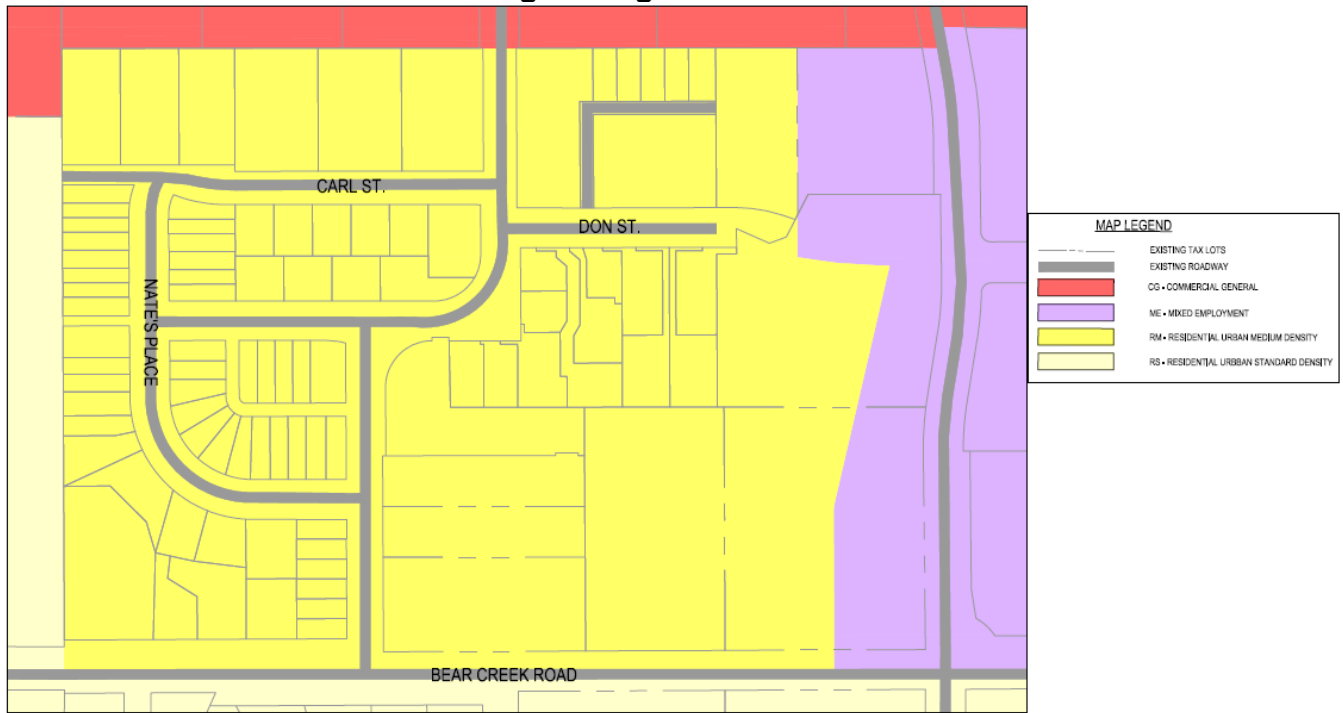 CARL ST.
DON ST.
NATE'S PLACE
BEAR CREEK ROAD
MAP LEGEND
EXISTING TAX LOTS
EXISTING ROADWAY
CG - COMMERCIAL GENERAL
ME - MIXED EMPLOYMENT
RM - RESIDENTIAL URBAN MEDIUM DENSITY
RS - RESIDENTIAL URBBAN STANDARD DENSITY